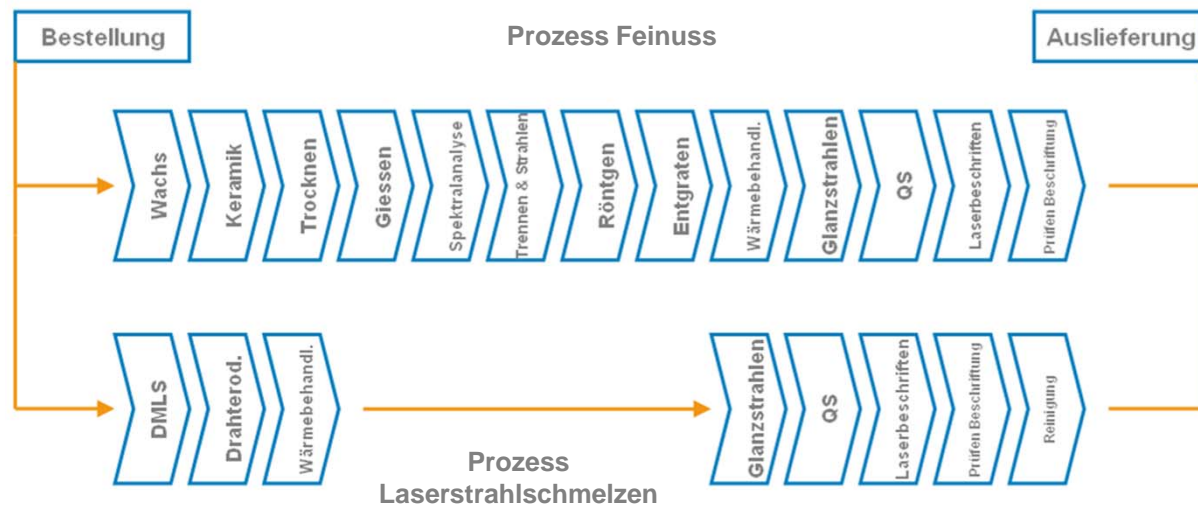 Bestellung
Prozess Feinuss
Auslieferung
Wachs
Keramik
Trocknen
Giessen
Spektralanalyse
Trennen & Strahlen
Röntgen
Entgraten
Wärmebehandl.
Glanzstrahlen
QS
Laserbeschriften
Prüfen Beschriftung
DMLS
Drahterod.
Wärmebehandl.
Glanzstrahlen
QS
Laserbeschriften
Prüfen Beschriftung
Reinigung
Prozess
Laserstrahlschmelzen